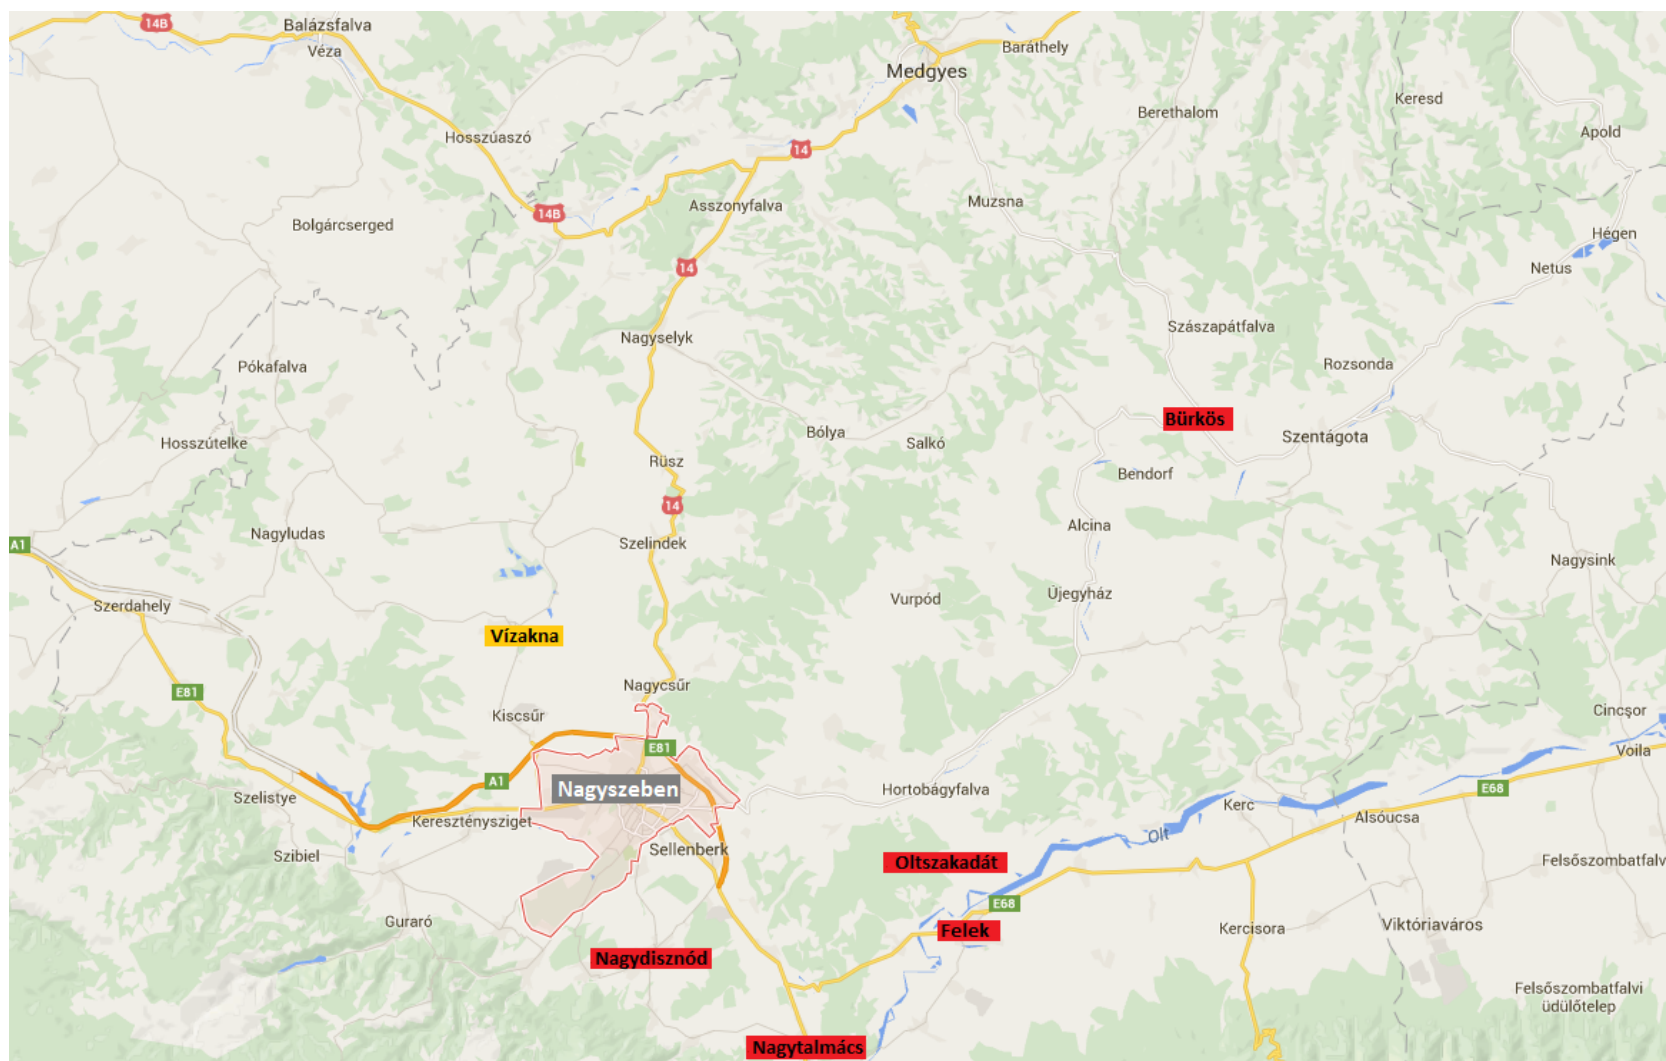 14B
Balázsfalva
Véza
Baráthely
Medgyes
Keresd
Berethalom
Apold
Hosszúaszó
14
Muzsna
Asszonyfalva
14B
Bolgárcserged
Hégen
14
Netus
Szászapátfalva
Nagyselyk
Rozsonda
Pókafalva
Bürkös
Bólya
Szentágota
Hosszútelke
Salkó
Rüsz
Bendorf
14
Alcina
Nagyludas
A1
Szelindek
Nagysink
Újegyház
Vurpód
Szerdahely
Vízakna
Nagycsűr
E81
Cincşor
Kiscsűr
E81
Voila
A1
Nagyszeben
Hortobágyfalva
E68
Szelistye
Kerc
Alsóucsa
Kereszténysziget
Olt
Sellenberk
Szibiel
Oltszakadát
Felsőszombatfalv
E68
Guraró
Viktóriaváros
Kercisora
Felek
Nagydisznód
Felsőszombatfalvi
üdülőtelep
Nagytalmács